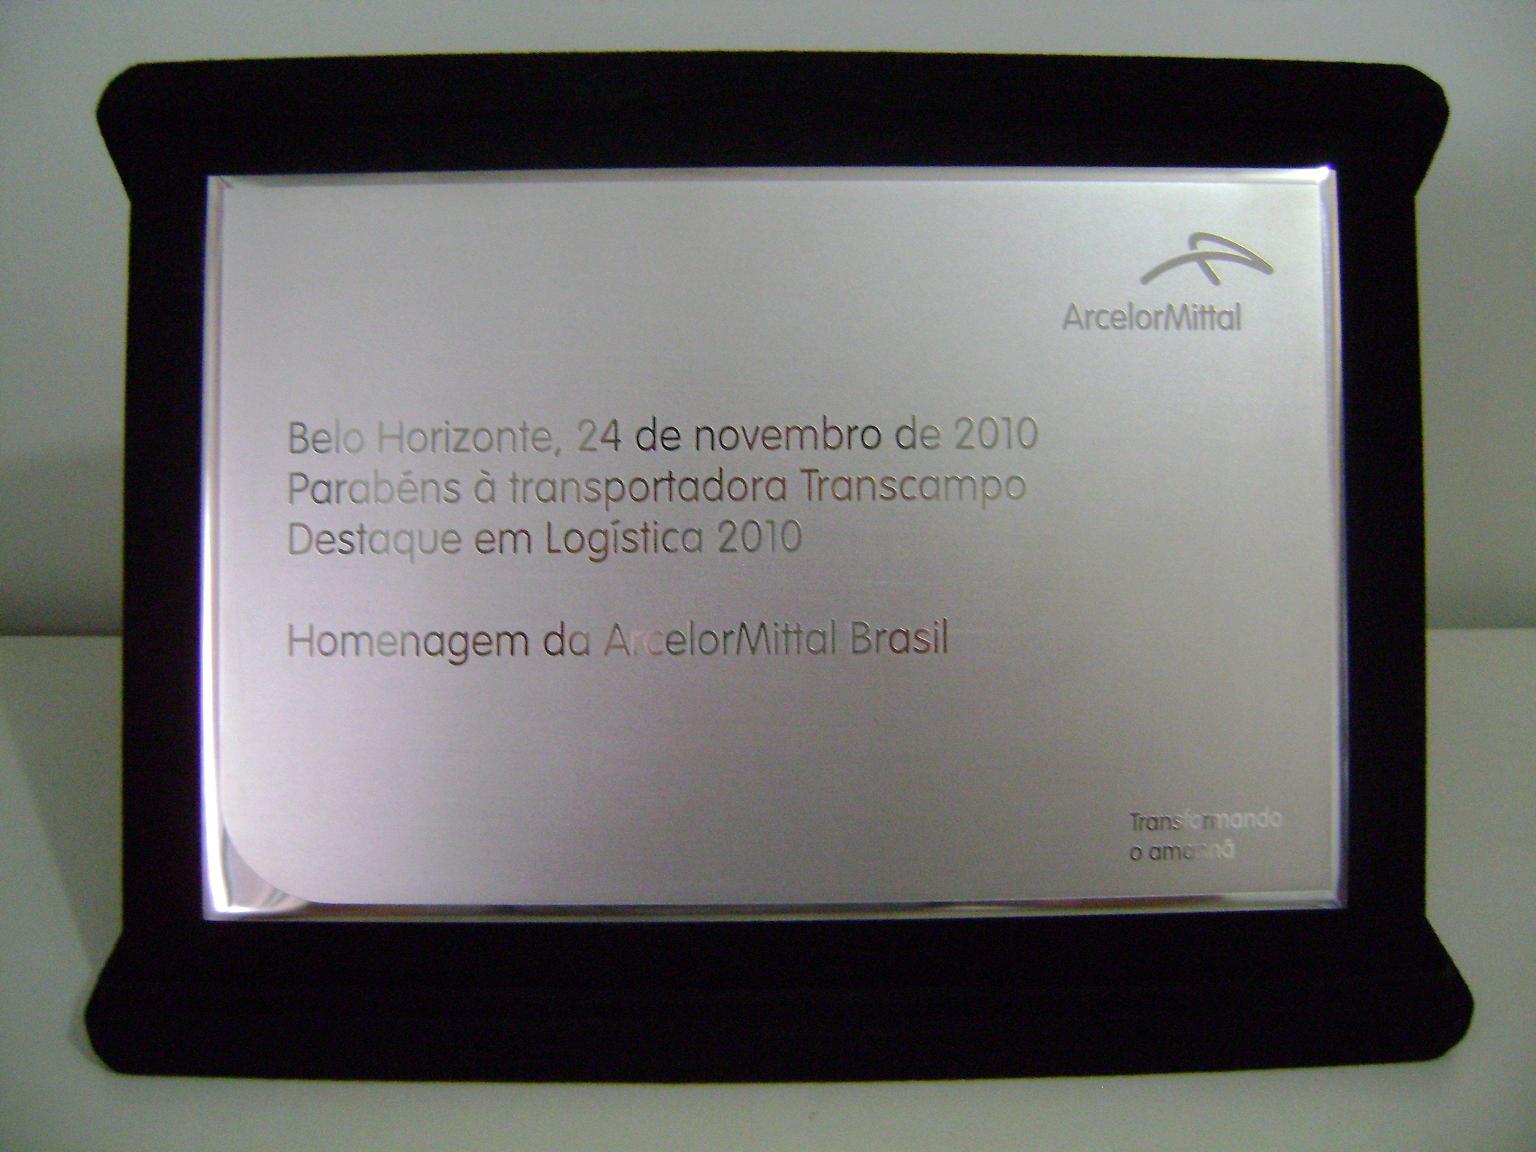 ArcelorMittal
Belo Horizonte, 24 de novembro de 2010
Parabéns à transportadora Transcampo
Destaque em Logística 2010
Homenagem da ArcelorMittal Brasil
Transformando
o amanhã